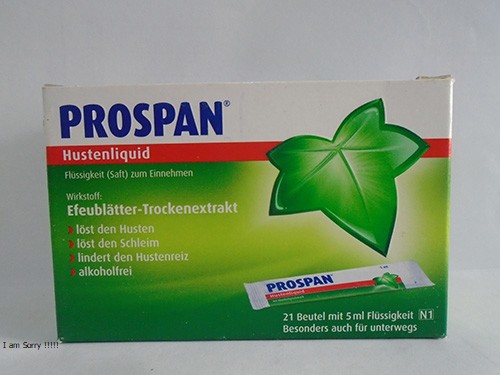 PROSPAN®
Hustenliquid
Flüssigkeit (Saft) zum Einnehmen
Wirkstoff:
Efeublätter-Trockenextrakt
löst den Husten
löst den Schleim
lindert den Hustenreiz
alkoholfrei
PROSPAN®
Hustenliquid
21 Beutel mit 5 ml Flüssigkeit N1
Besonders auch für unterwegs
I am Sorry !!!!!